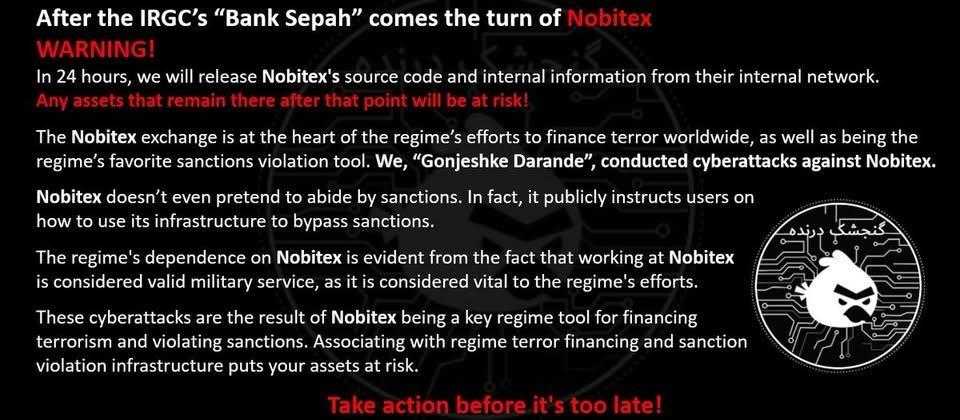 After the IRGC’s “Bank Sepah” comes the turn of Nobitex
WARNING!
In 24 hours, we will release Nobitex's source code and internal information from their internal network.
Any assets that remain there after that point will be at risk!
The Nobitex exchange is at the heart of the regime’s efforts to finance terror worldwide, as well as being the
regime’s favorite sanctions violation tool. We, “Gonjeshke Darande”, conducted cyberattacks against Nobitex.
Nobitex doesn’t even pretend to abide by sanctions. In fact, it publicly instructs users on
how to use its infrastructure to bypass sanctions.
The regime's dependence on Nobitex is evident from the fact that working at Nobitex
is considered valid military service, as it is considered vital to the regime's efforts.
These cyberattacks are the result of Nobitex being a key regime tool for financing
terrorism and violating sanctions. Associating with regime terror financing and sanction
violation infrastructure puts your assets at risk.
Take action before it's too late!
گنجشک درنده
گنجشک درنده